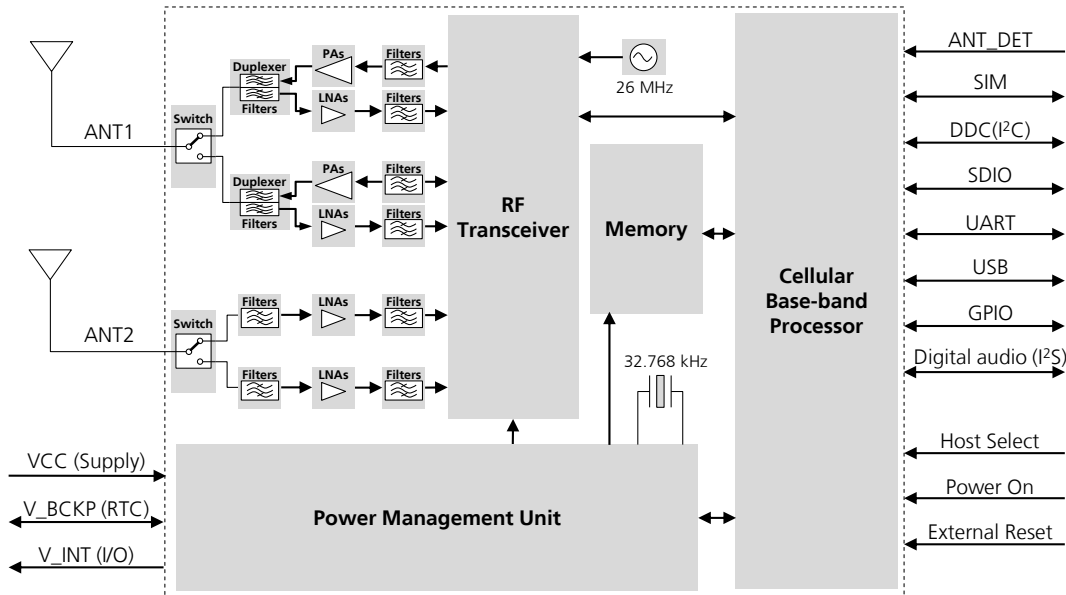 ANT1
Switch
Duplexer
Filters
PAs
Filters
LNAs
Filters
Duplexer
Filters
PAs
Filters
LNAs
Filters
ANT2
Switch
Filters
LNAs
Filters
Filters
LNAs
Filters
RF
Transceiver
26 MHz
Memory
32.768 kHz
Cellular
Base-band
Processor
Power Management Unit
VCC (Supply)
V_BCKP (RTC)
V_INT (I/O)
ANT_DET
SIM
DDC(I²C)
SDIO
UART
USB
GPIO
Digital audio (I²S)
Host Select
Power On
External Reset